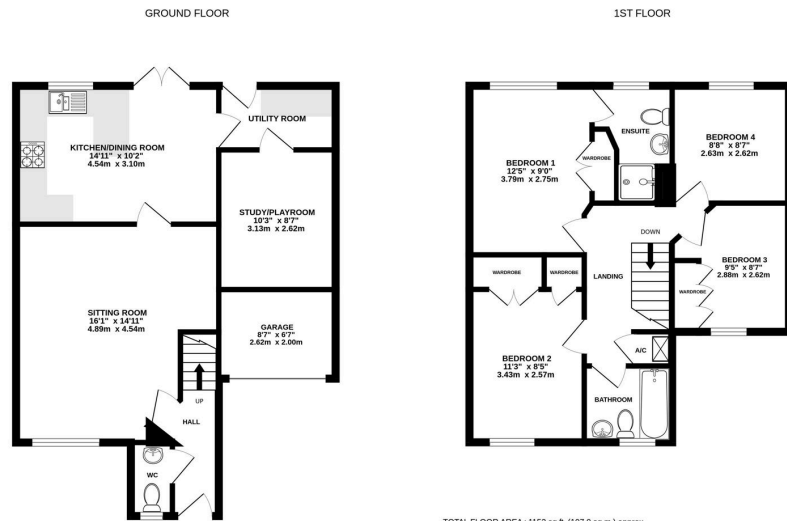 GROUND FLOOR
1ST FLOOR
KITCHEN/DINING ROOM
14'11" x 10'2"
4.54m x 3.10m
UTILITY ROOM
STUDY/PLAYROOM
10'3" x 8'7"
3.13m x 2.62m
SITTING ROOM
16'1" x 14'11"
4.89m x 4.54m
GARAGE
8'7" x 6'7"
2.62m x 2.00m
UP
HALL
WC
BEDROOM 1
12'5" x 9'0"
3.79m x 2.75m
WARDROBE
ENSUITE
BEDROOM 4
8'8" x 8'7"
2.63m x 2.62m
DOWN
LANDING
BEDROOM 3
9'5" x 8'7"
2.88m x 2.62m
WARDROBE
WARDROBE
WARDROBE
BEDROOM 2
11'3" x 8'5"
3.43m x 2.57m
A/C
BATHROOM